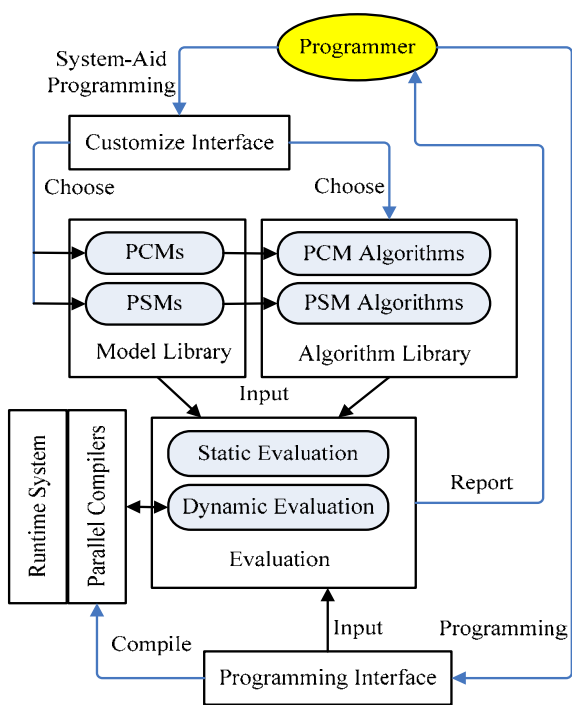 Programmer
System-Aid
Programming
Customize Interface
Choose
Choose
PCMs
PCM Algorithms
PSMs
PSM Algorithms
Model Library
Algorithm Library
Input
Static Evaluation
Dynamic Evaluation
Evaluation
Runtime System
Parallel Compilers
Report
Compile
Input
Programming
Programming Interface